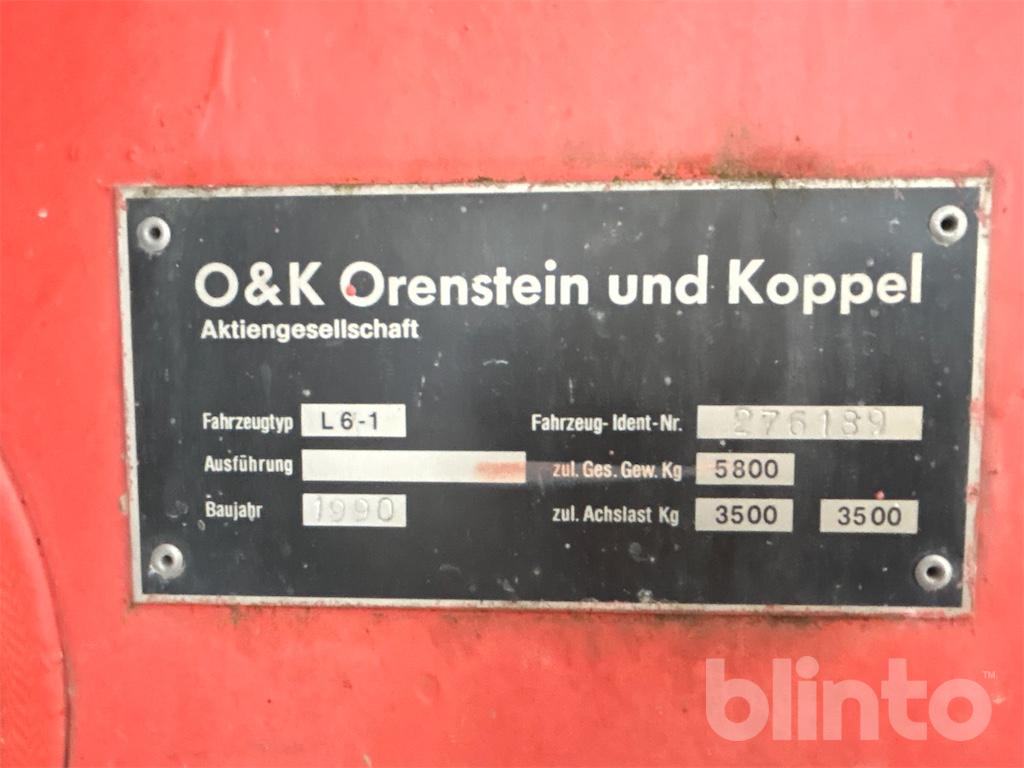 O&K Orenstein und Koppel
Aktiengesellschaft
Fahrzeugtyp L 6-1 Fahrzeug-Ident-Nr. 276189
Ausführung zul. Ges. Gew. Kg 5800
Baujahr 1990 zul. Achslast Kg 3500 3500
blinto™